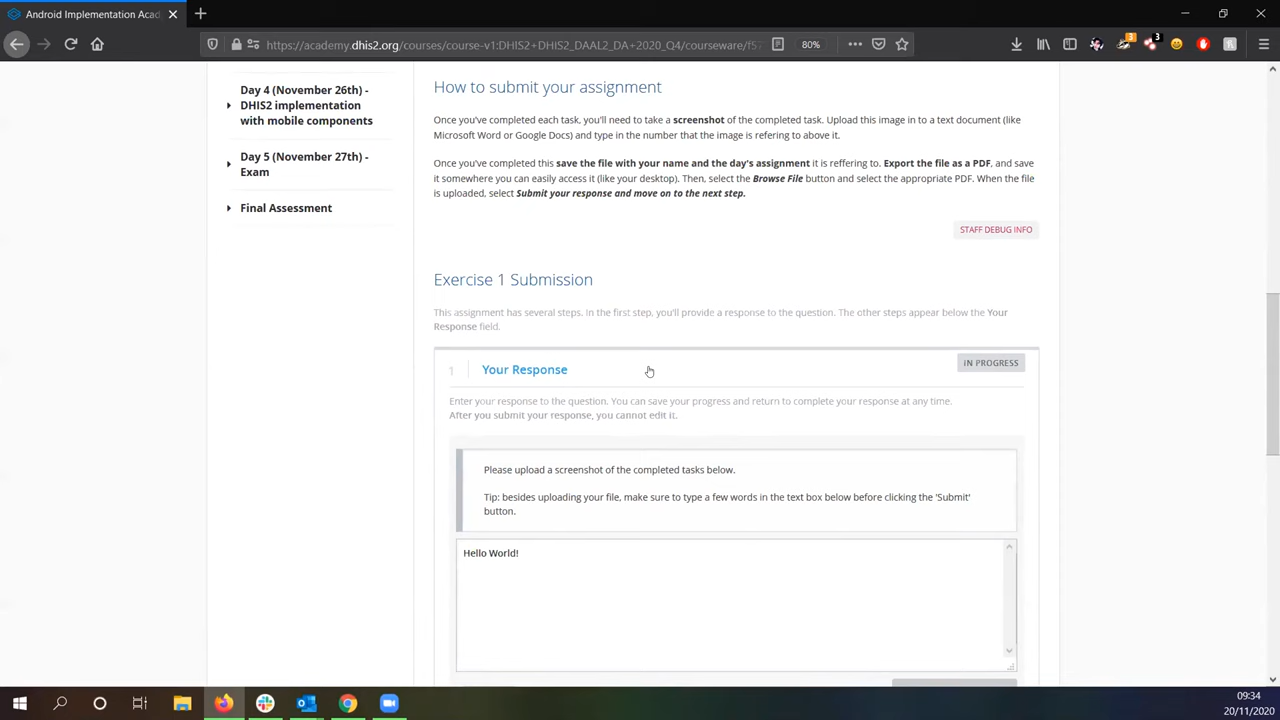 Android Implementation Acad
https://academy.dhis2.org/courses/course-v1:DHIS2+DHIS2_DAAL2_DA+2020_Q4/courseware/f5
80%
3
3
Day 4 (November 26th) -
DHIS2 implementation
with mobile components
Day 5 (November 27th) -
Exam
Final Assessment
How to submit your assignment
Once you've completed each task, you'll need to take a screenshot of the completed task. Upload this image in to a text document (like
Microsoft Word or Google Docs) and type in the number that the image is refering to above it.
Once you've completed this save the file with your name and the day's assignment it is reffering to. Export the file as a PDF, and save
it somewhere you can easily access it (like your desktop). Then, select the Browse File button and select the appropriate PDF. When the file
is uploaded, select Submit your response and move on to the next step.
STAFF DEBUG INFO
Exercise 1 Submission
This assignment has several steps. In the first step, you'll provide a response to the question. The other steps appear below the Your
Response field.
1
Your Response
IN PROGRESS
Enter your response to the question. You can save your progress and return to complete your response at any time.
After you submit your response, you cannot edit it.
Please upload a screenshot of the completed tasks below.
Tip: besides uploading your file, make sure to type a few words in the text box below before clicking the 'Submit'
button.
Hello World!
09:34
20/11/2020